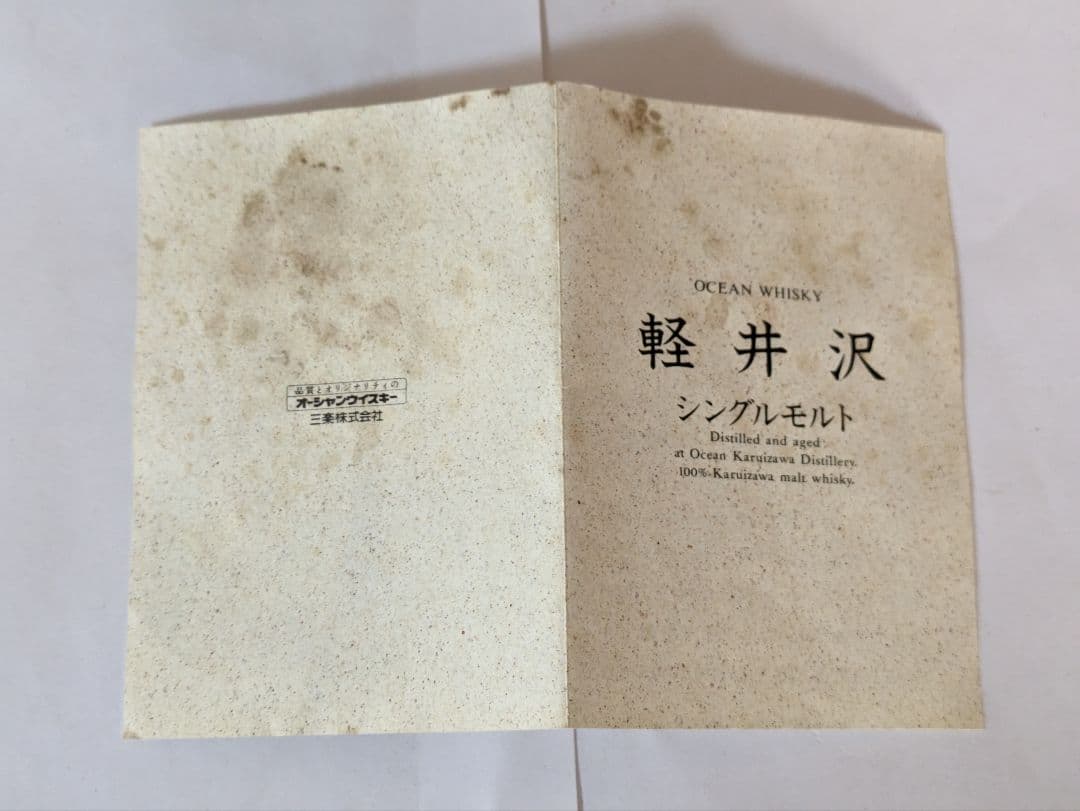 OCEAN WHISKY
軽井沢
シングルモルト
Distilled and aged
at Ocean Karuizawa Distillery.
100% Karuizawa malt whisky.
品質とオリジナリティの
オーシャンウイスキー
三楽株式会社